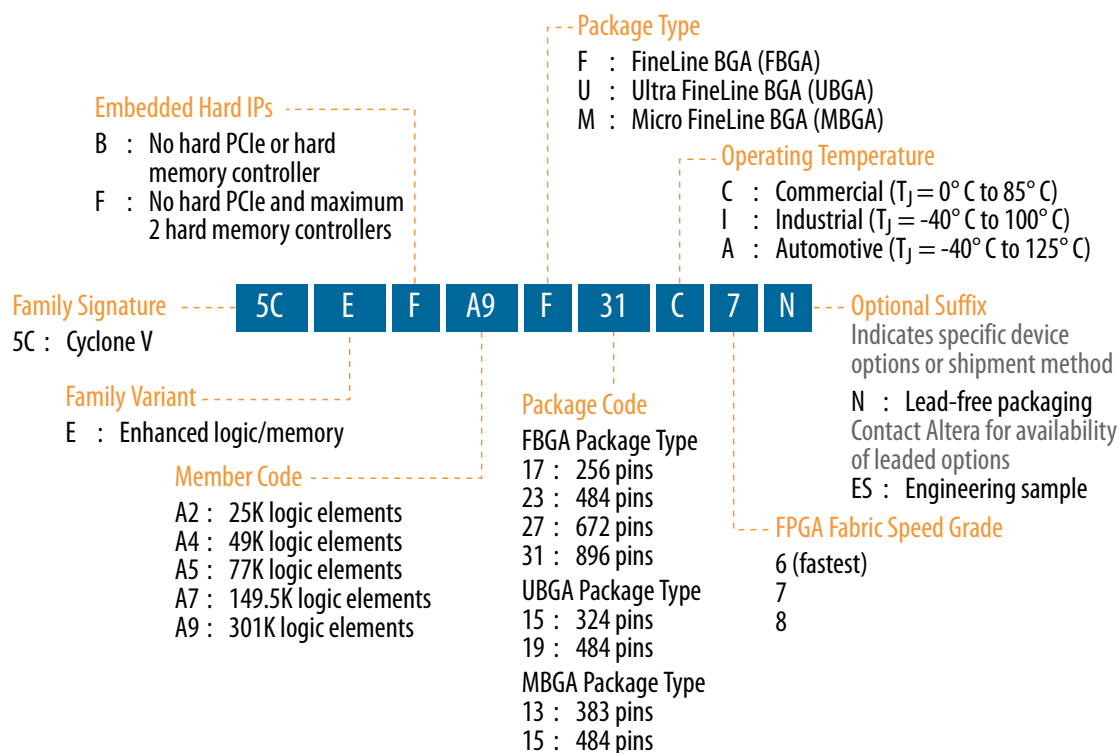 Package Type
F : FineLine BGA (FBGA)
U : Ultra FineLine BGA (UBGA)
M : Micro FineLine BGA (MBGA)
Embedded Hard IPs
B : No hard PCIe or hard
memory controller
F : No hard PCIe and maximum
2 hard memory controllers
Operating Temperature
C : Commercial (TJ = 0° C to 85° C)
I : Industrial (TJ = -40° C to 100° C)
A : Automotive (TJ = -40° C to 125° C)
Family Signature
5C : Cyclone V
5C E F A9 F 31 C 7 N
Optional Suffix
Indicates specific device
options or shipment method
N : Lead-free packaging
Contact Altera for availability
of leaded options
ES : Engineering sample
Family Variant
E : Enhanced logic/memory
Member Code
A2 : 25K logic elements
A4 : 49K logic elements
A5 : 77K logic elements
A7 : 149.5K logic elements
A9 : 301K logic elements
Package Code
FBGA Package Type
17 : 256 pins
23 : 484 pins
27 : 672 pins
31 : 896 pins
UBGA Package Type
15 : 324 pins
19 : 484 pins
MBGA Package Type
13 : 383 pins
15 : 484 pins
FPGA Fabric Speed Grade
6 (fastest)
7
8